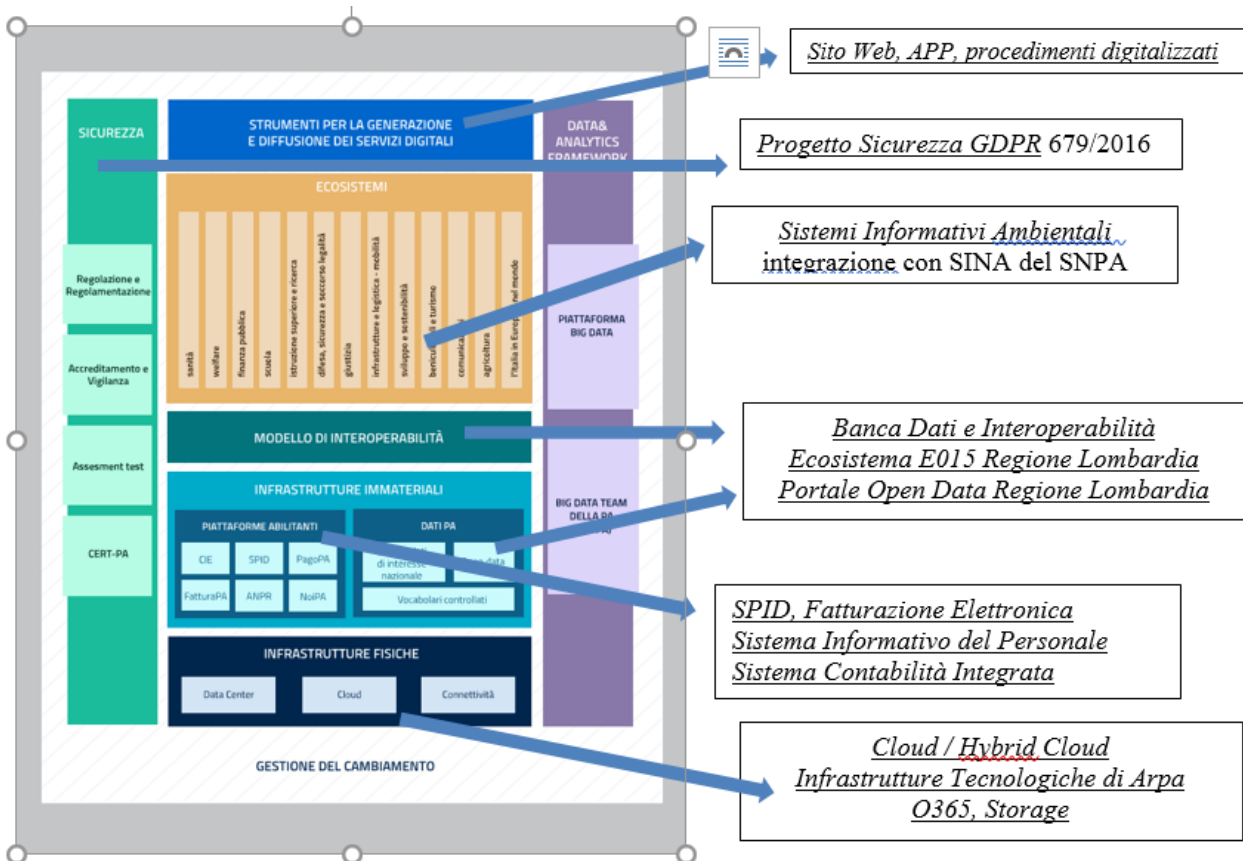 SICUREZZA
Regolazione e
Regolamentazione
Accreditamento e
Vigilanza
Assesment test
CERT-PA
STRUMENTI PER LA GENERAZIONE
E DIFFUSIONE DEI SERVIZI DIGITALI
ECOSISTEMI
sanità
welfare
finanza pubblica
scuola
istruzione superiore e ricerca
difesa, sicurezza e soccorso legalità
giustizia
infrastrutture e logistica - mobilità
sviluppo e sostenibilità
e turismo
agricoltura
l'Italia in nel mondo
MODELLO DI INTEROPERABILITÀ
INFRASTRUTTURE IMMATERIALI
PIATTAFORME ABILITANTI
CIE
SPID
PagoPA
FatturaPA
ANPR
NoiPA
DATI PA
di interesse
nazionale
data
Vocabolari controllati
INFRASTRUTTURE FISICHE
Data Center
Cloud
Connettività
GESTIONE DEL CAMBIAMENTO
DATA&
ANALYTICS
FRAMEWORK
PIATTAFORMA
BIG DATA
BIG DATA TEAM
DELLA PA
Sito Web, APP, procedimenti digitalizzati
Progetto Sicurezza GDPR 679/2016
Sistemi Informativi Ambientali
integrazione con SINA del SNPA
Banca Dati e Interoperabilità
Ecosistema E015 Regione Lombardia
Portale Open Data Regione Lombardia
SPID, Fatturazione Elettronica
Sistema Informativo del Personale
Sistema Contabilità Integrata
Cloud / Hybrid Cloud
Infrastrutture Tecnologiche di Arpa
O365, Storage